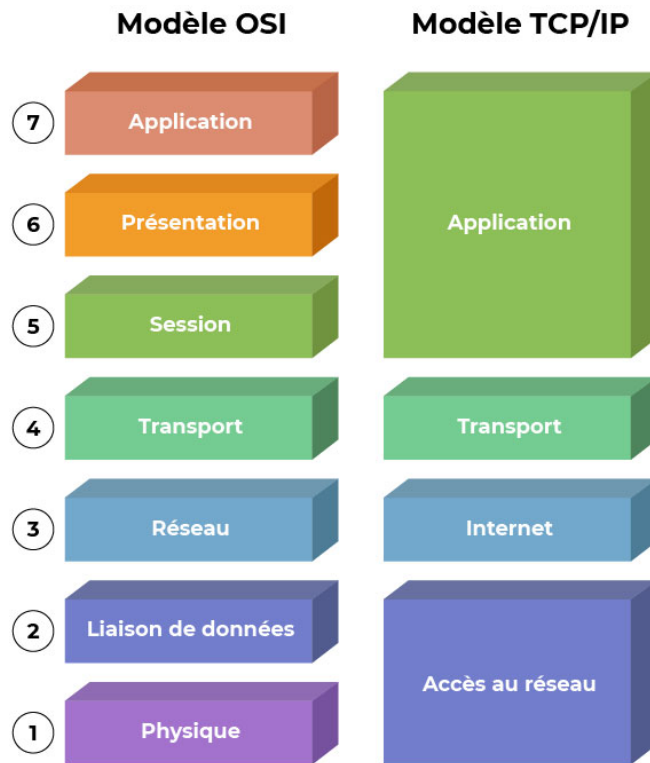 Modèle OSI
Modèle TCP/IP
7
Application
6
Présentation
Application
5
Session
4
Transport
Transport
3
Réseau
Internet
2
Liaison de données
Accès au réseau
1
Physique